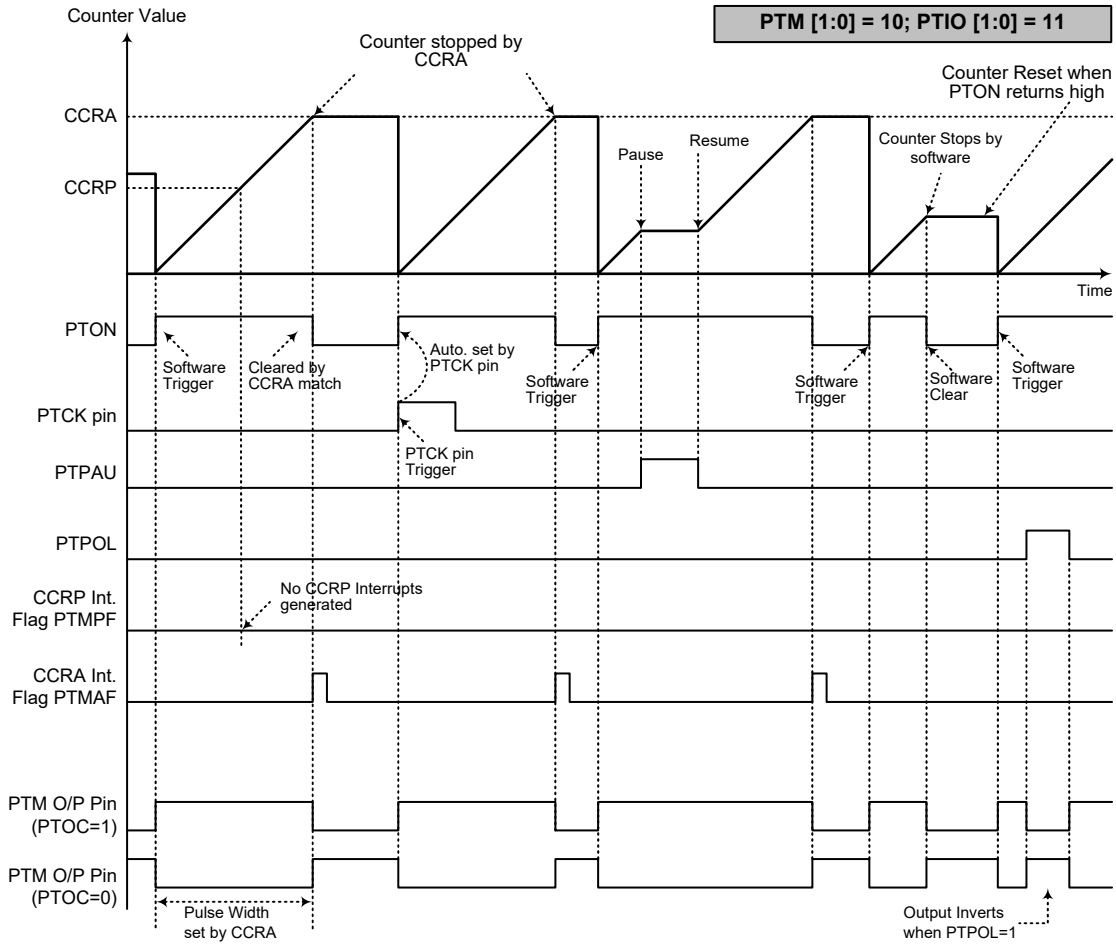 Counter Value
PTM [1:0] = 10; PTIO [1:0] = 11
Counter stopped by
CCRA
Counter Reset when
PTON returns high
CCRA
Pause
Resume
Counter Stops by
software
CCRP
Time
PTON
Software
Trigger
Cleared by
CCRA match
Auto. set by
PTCK pin
Software
Trigger
Software
Trigger
Software
Clear
Software
Trigger
PTCK pin
PTCK pin
Trigger
PTPAU
PTPOL
No CCRP Interrupts
generated
CCRP Int.
Flag PTMPF
CCRA Int.
Flag PTMAF
PTM O/P Pin
(PTOC=1)
PTM O/P Pin
(PTOC=0)
Pulse Width
set by CCRA
Output Inverts
when PTPOL=1